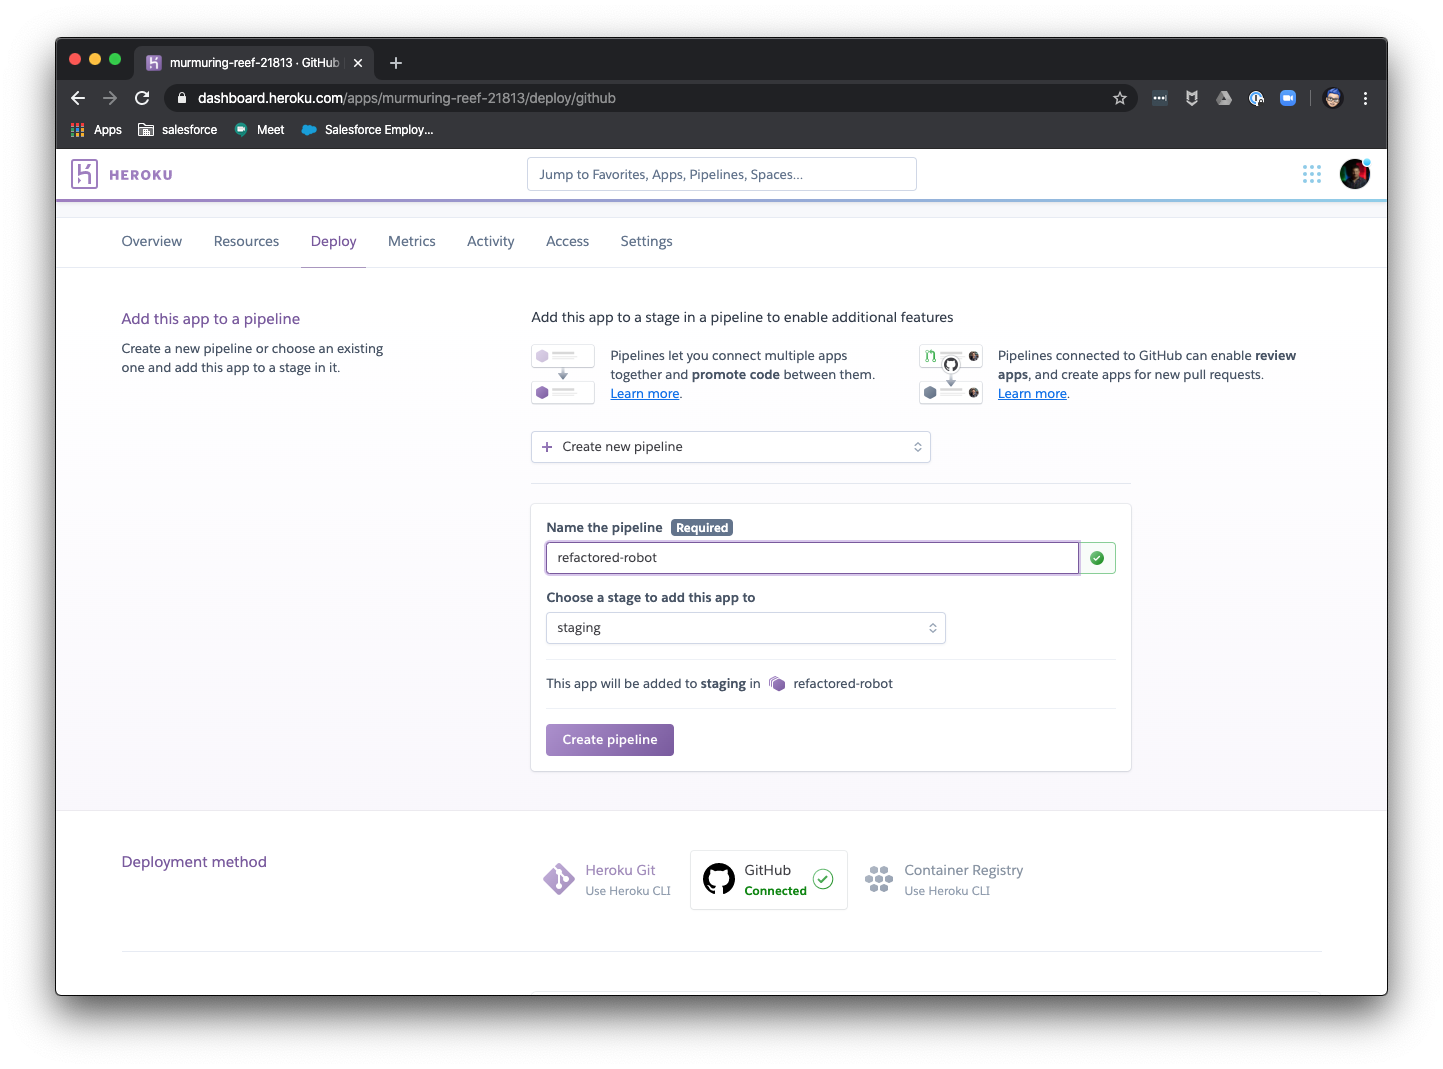 murmuring-reef-21813 · GitHub
dashboard.heroku.com/apps/murmuring-reef-21813/deploy/github
Apps salesforce Meet Salesforce Employ...
HEROKU
Jump to Favorites, Apps, Pipelines, Spaces...
Overview Resources Deploy Metrics Activity Access Settings
Add this app to a pipeline
Create a new pipeline or choose an existing
one and add this app to a stage in it.
Add this app to a stage in a pipeline to enable additional features
Pipelines let you connect multiple apps
together and promote code between them.
Learn more.
Pipelines connected to GitHub can enable review
apps, and create apps for new pull requests.
Learn more.
Create new pipeline
Name the pipeline Required
refactored-robot
Choose a stage to add this app to
staging
This app will be added to staging in refactored-robot
Create pipeline
Deployment method
Heroku Git
Use Heroku CLI
GitHub
Connected
Container Registry
Use Heroku CLI